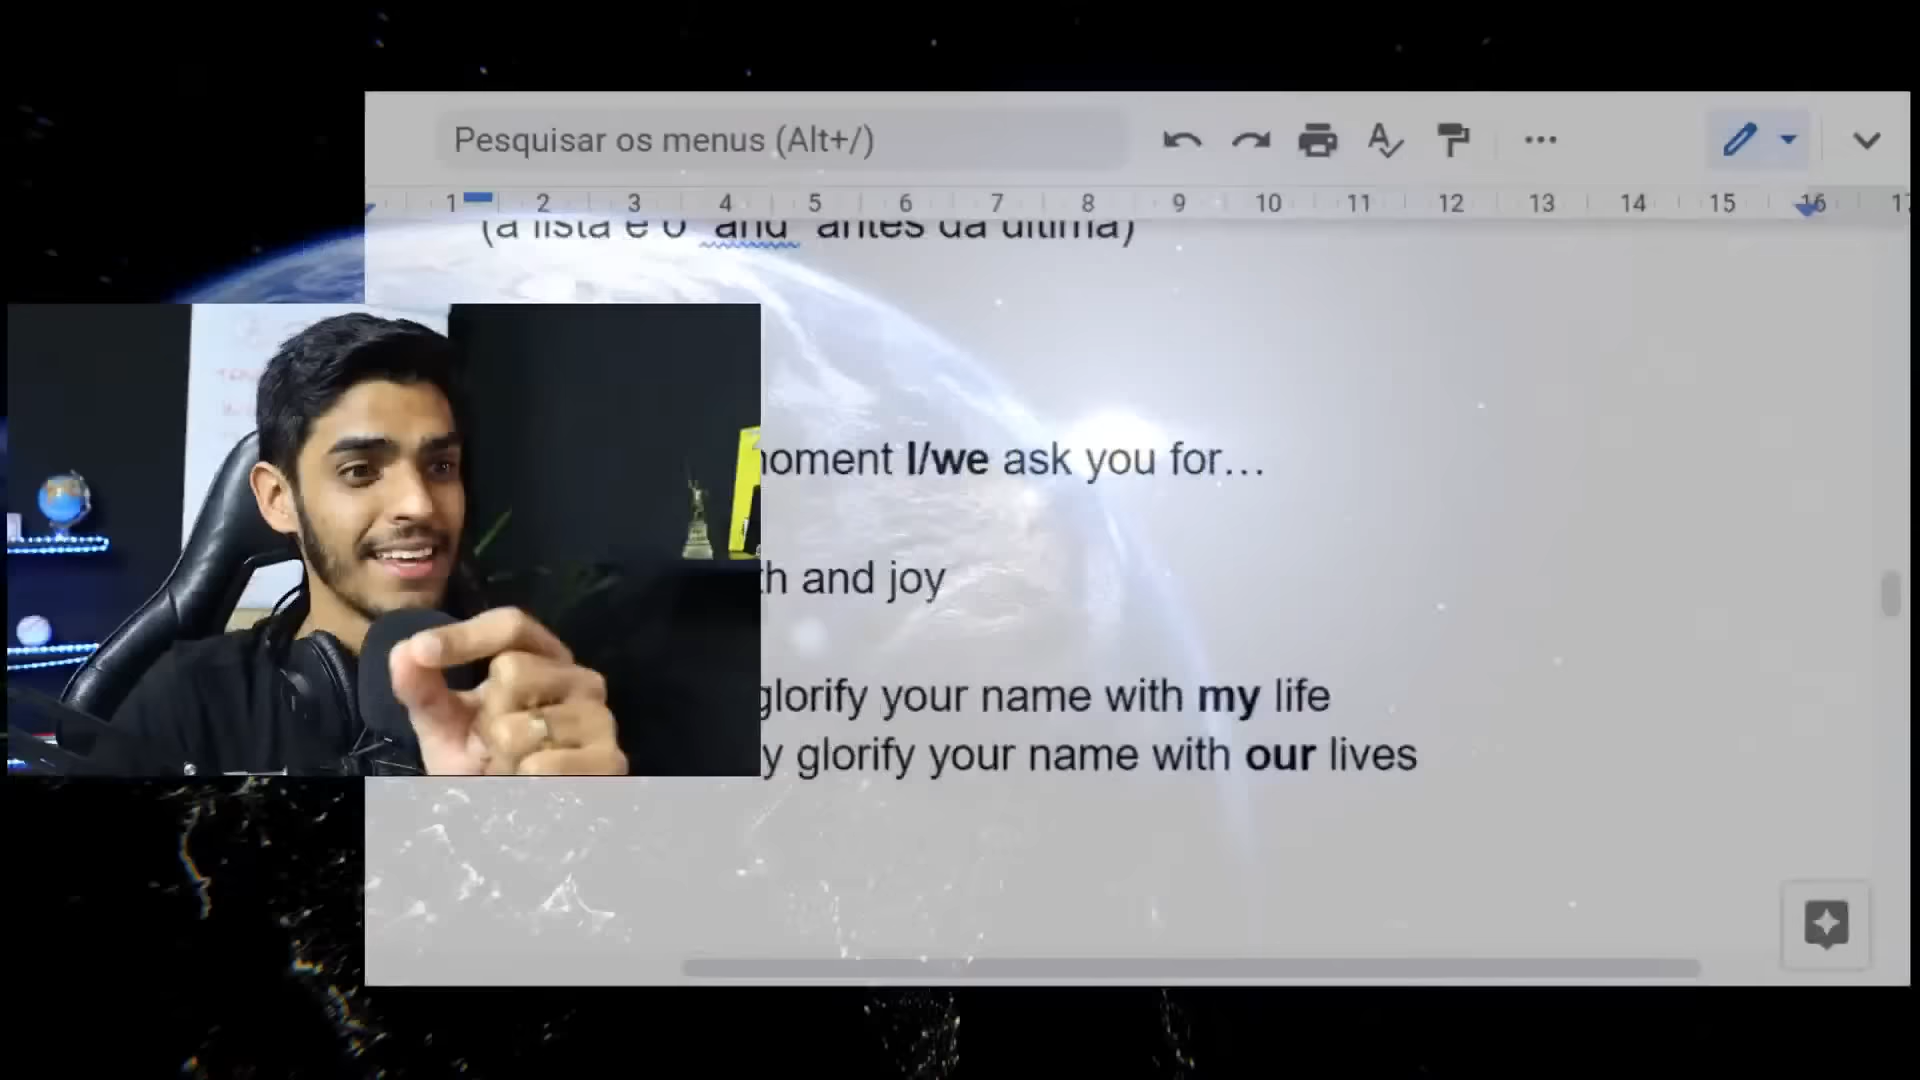 Pesquisar os menus (Alt+/)
1 2 3 4 5 6 7 8 9 10 11 12 13 14 15 16
(a lista e o "and" antes da última)
moment I/we ask you for…
and joy
glorify your name with my life
glorify your name with our lives